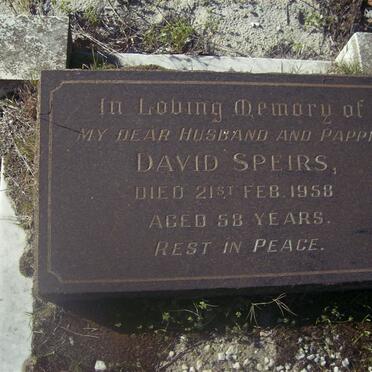 In Loving Memory of
MY DEAR HUSBAND AND
DAVID SPEIRS,
DIED 21ST FEB. 1958
AGED 58 YEARS.
REST IN PEACE.